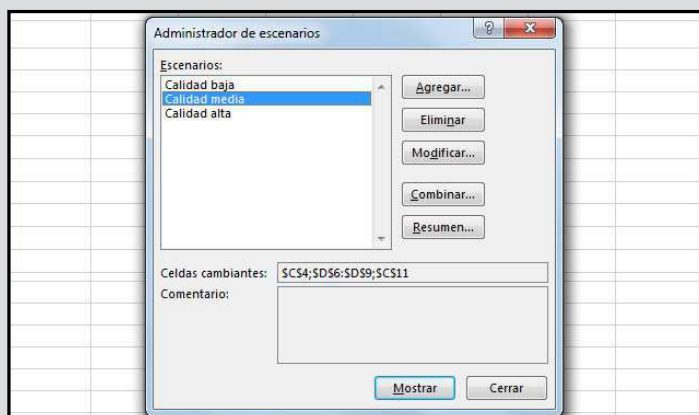 Administrador de escenarios
Escenarios:
Calidad baja
Calidad media
Calidad alta
Agregar...
Eliminar
Modificar...
Combinar...
Resumen...
Celdas cambiantes: $C$4;$D$6:$D$9;$C$11
Comentario:
Mostrar Cerrar